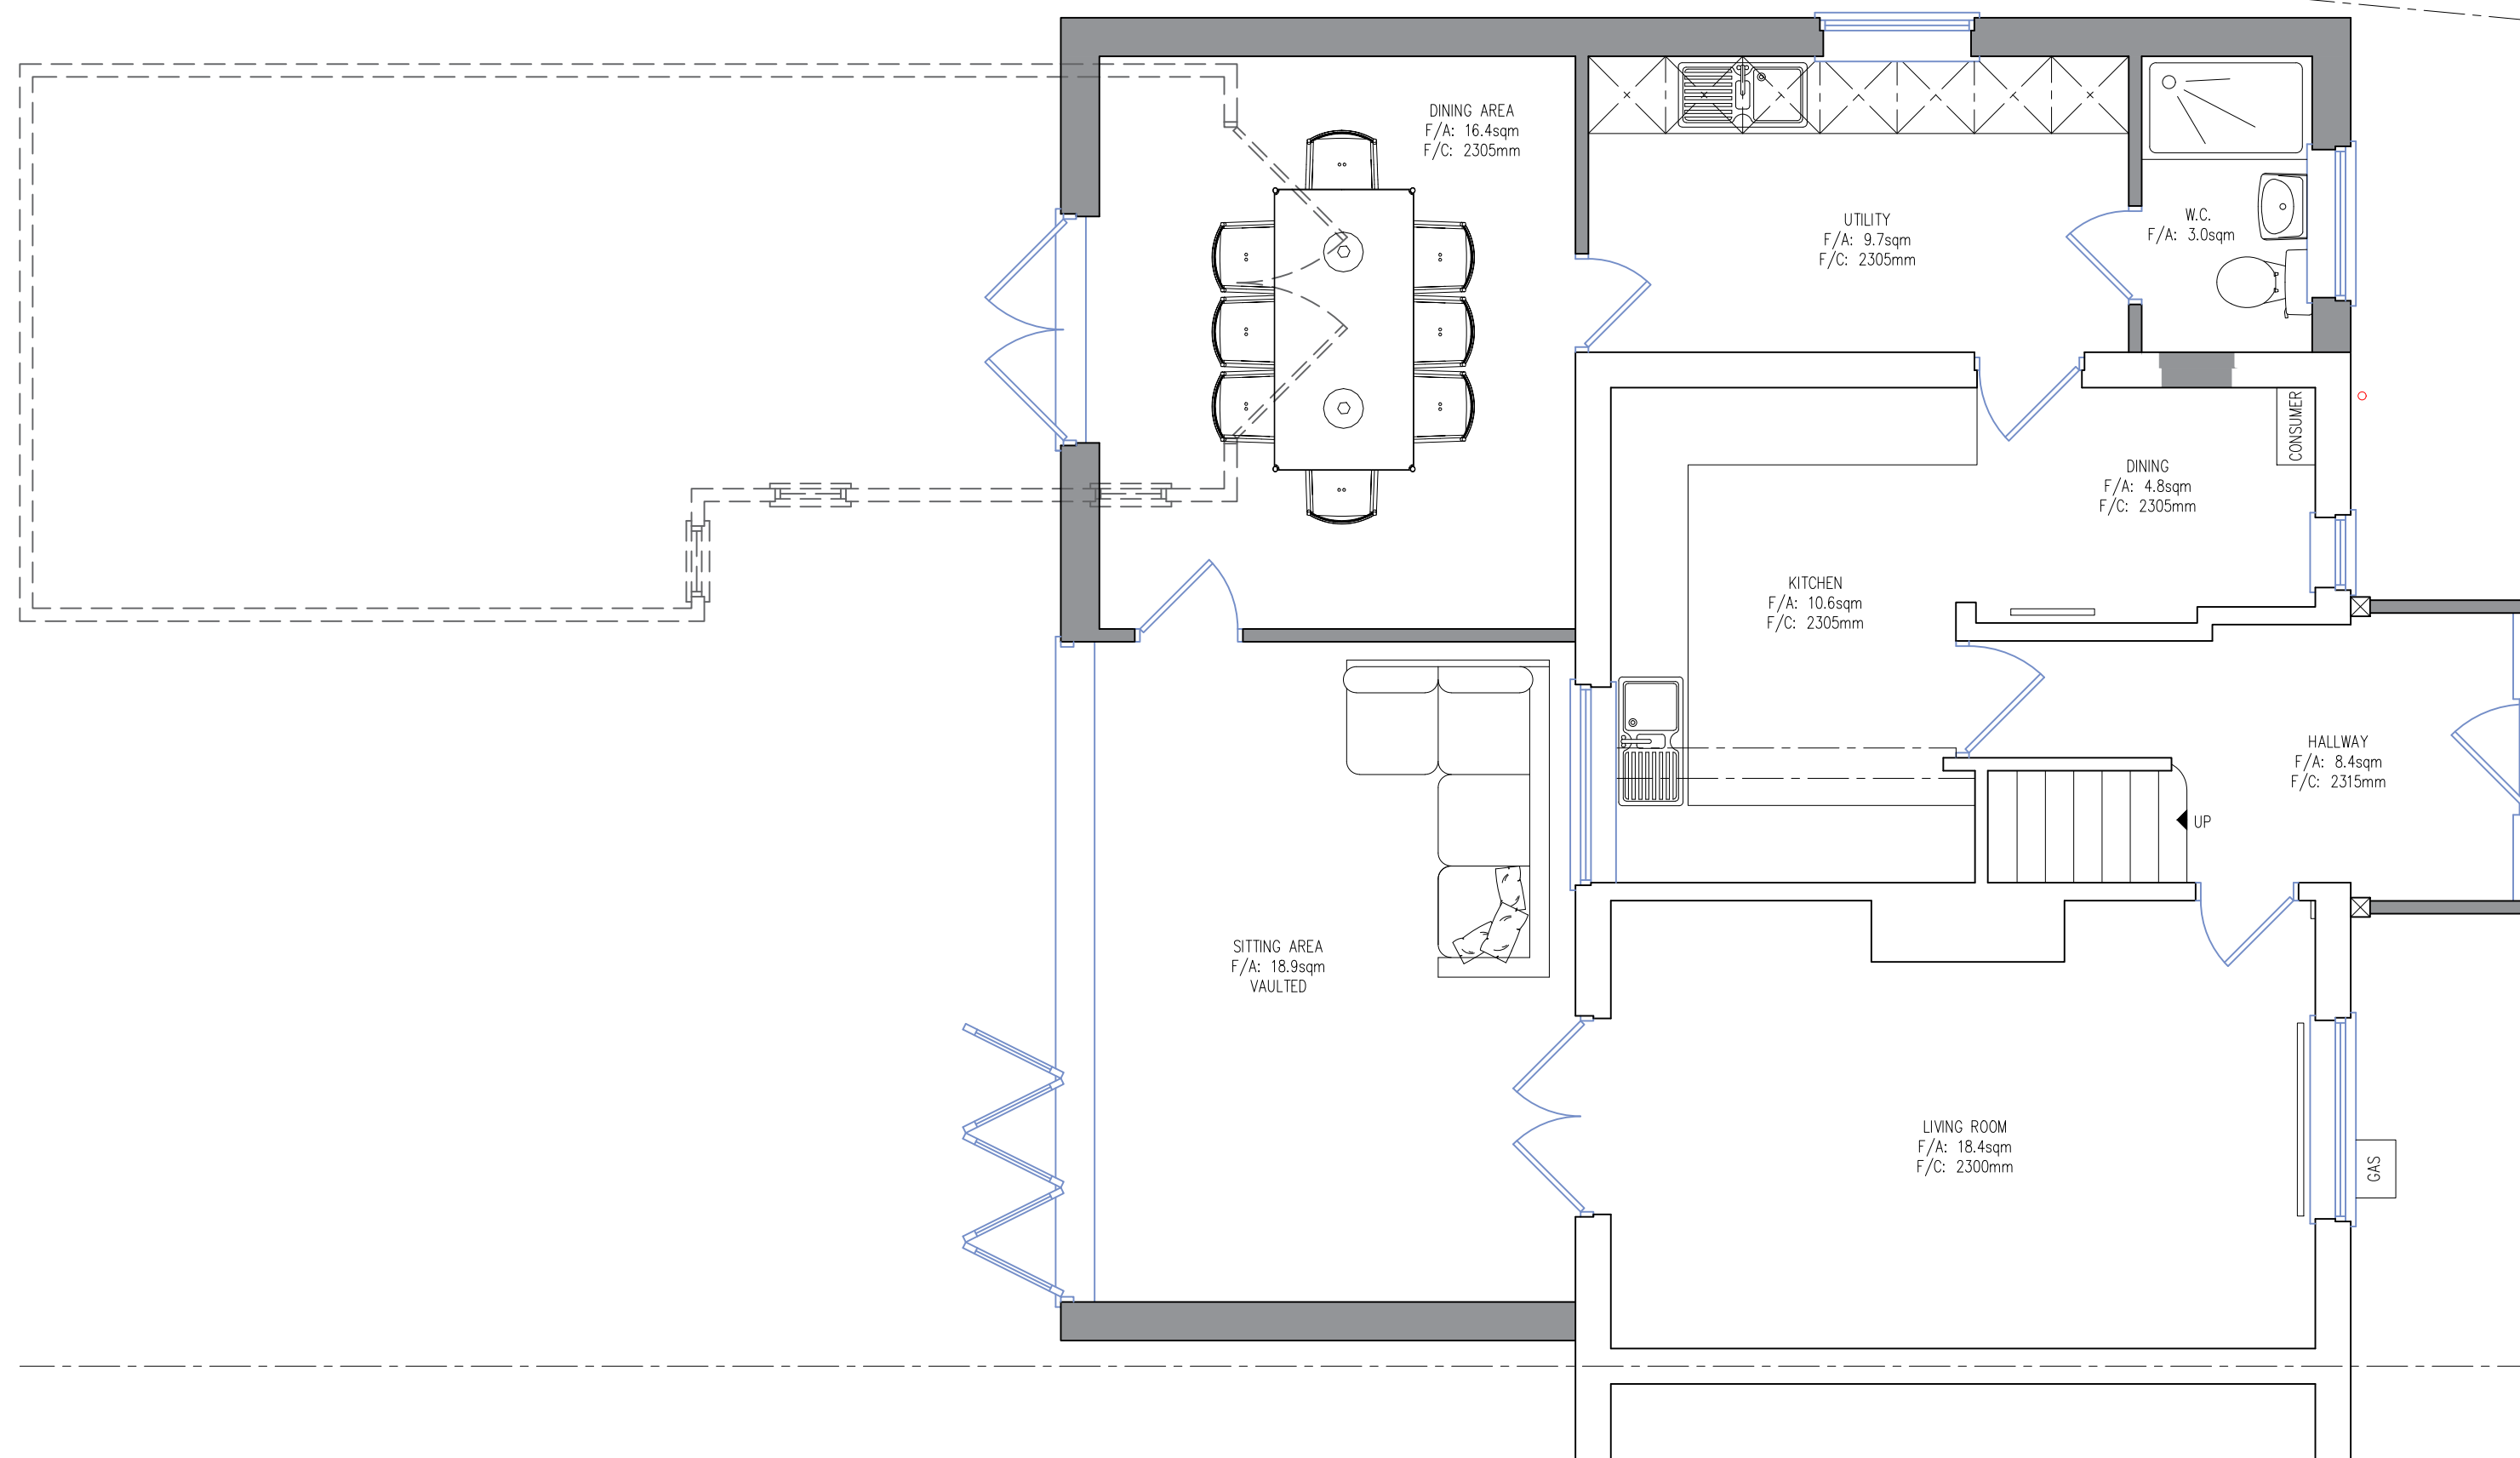 DINING AREA
F/A: 16.4sqm
F/C: 2305mm
UTILITY
F/A: 9.7sqm
F/C: 2305mm
W.C.
F/A: 3.0sqm
CONSUMER
DINING
F/A: 4.8sqm
F/C: 2305mm
KITCHEN
F/A: 10.6sqm
F/C: 2305mm
HALLWAY
F/A: 8.4sqm
F/C: 2315mm
UP
SITTING AREA
F/A: 18.9sqm
VAULTED
LIVING ROOM
F/A: 18.4sqm
F/C: 2300mm
GAS